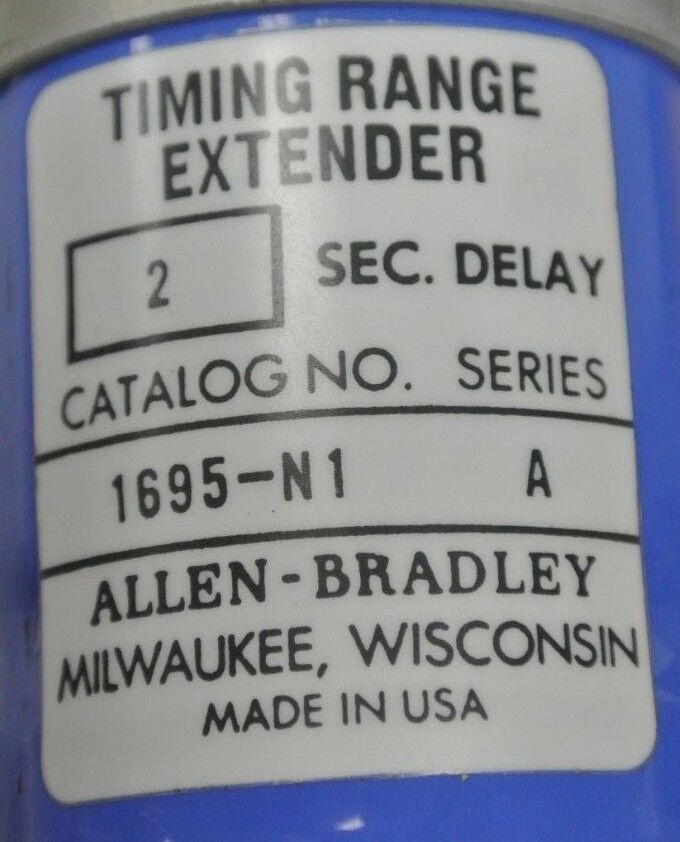 TIMING RANGE
EXTENDER
2 SEC. DELAY
CATALOG NO. SERIES
1695-N1 A
ALLEN-BRADLEY
MILWAUKEE, WISCONSIN
MADE IN USA